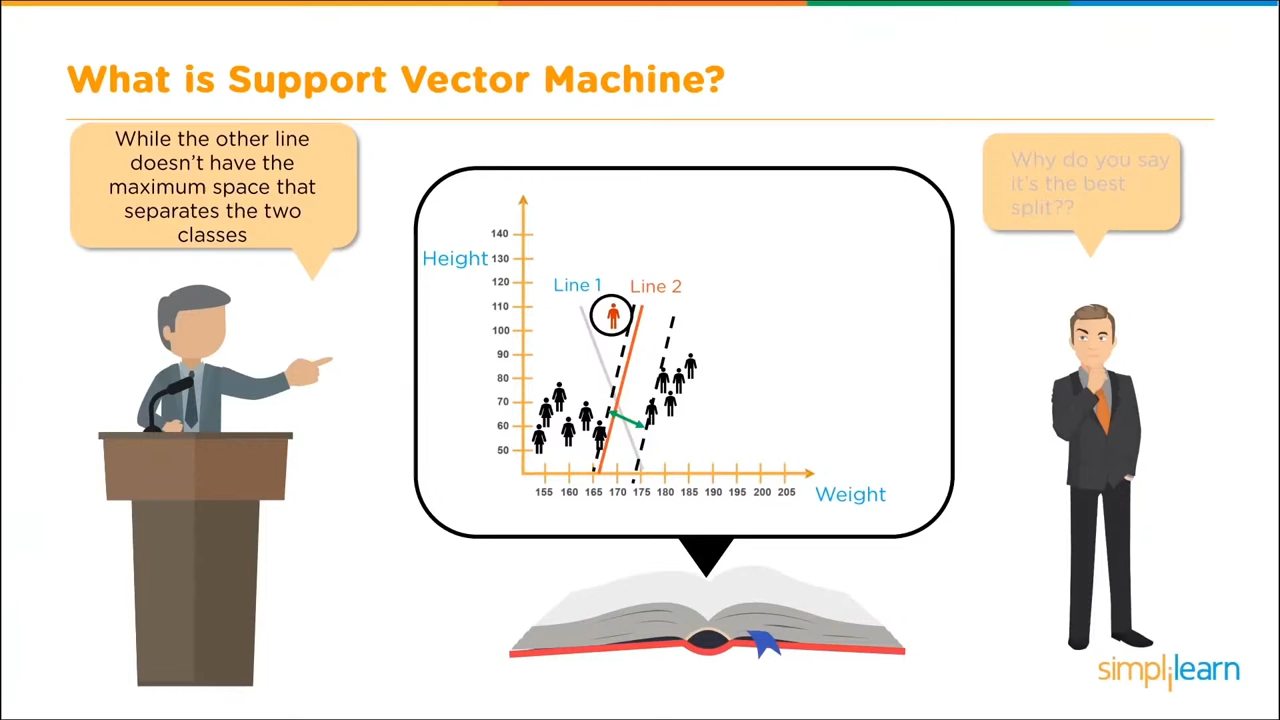 What is Support Vector Machine?
While the other line
doesn't have the
maximum space that
separates the two
classes
Why do you say
it's the best
split??
140
Height 130
120
Line 1 Line 2
110
100
90
80
70
60
50
155 160 165 170 175 180 185 190 195 200 205
Weight
simplilearn